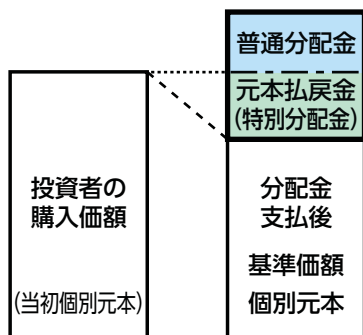 普通分配金
元本払戻金
(特別分配金)
投資者の
購入価額
(当初個別元本)
分配金
支払後
基準価額
個別元本